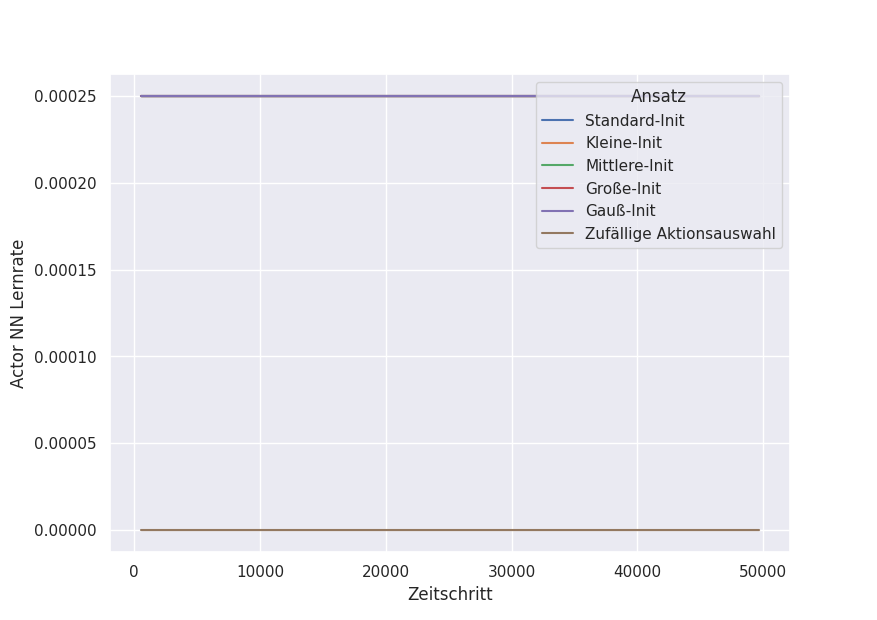 0.00025
0.00020
0.00015
0.00010
0.00005
0.00000
Actor NN Lernrate
Ansatz
Standard-Init
Kleine-Init
Mittlere-Init
Große-Init
Gauß-Init
Zufällige Aktionsauswahl
0 10000 20000 30000 40000 50000
Zeitschritt